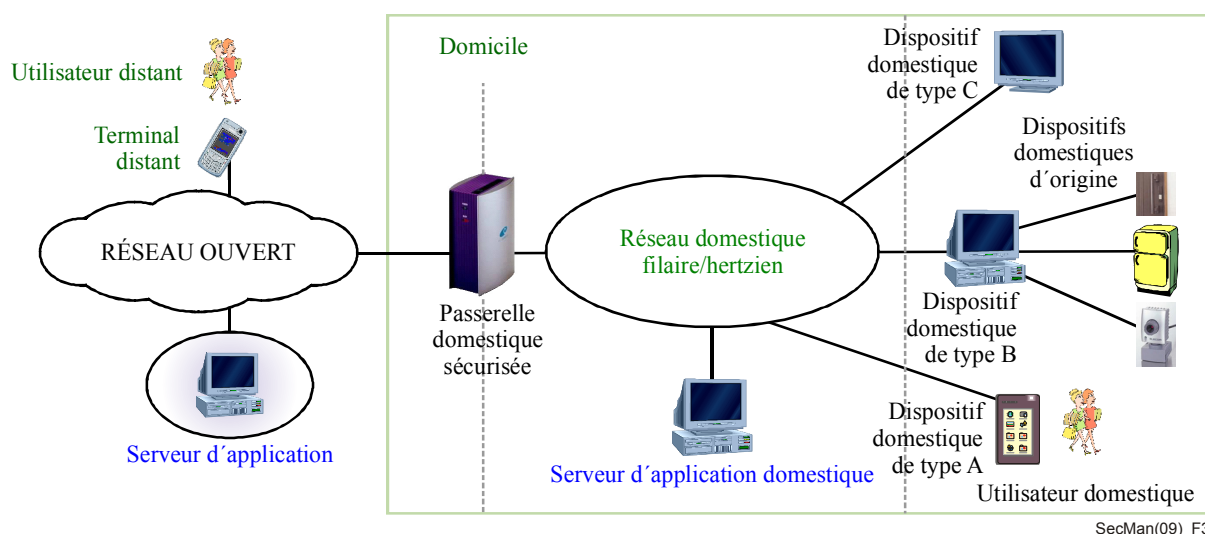 Utilisateur distant
Terminal
distant
RÉSEAU OUVERT
Serveur d´application
Domicile
Passerelle
domestique
sécurisée
Réseau domestique
filaire/hertzien
Serveur d´application domestique
Dispositif
domestique
de type C
Dispositifs
domestiques
d´origine
Dispositif
domestique
de type B
Dispositif
domestique
de type A
Utilisateur domestique
SecMan(09)_F3